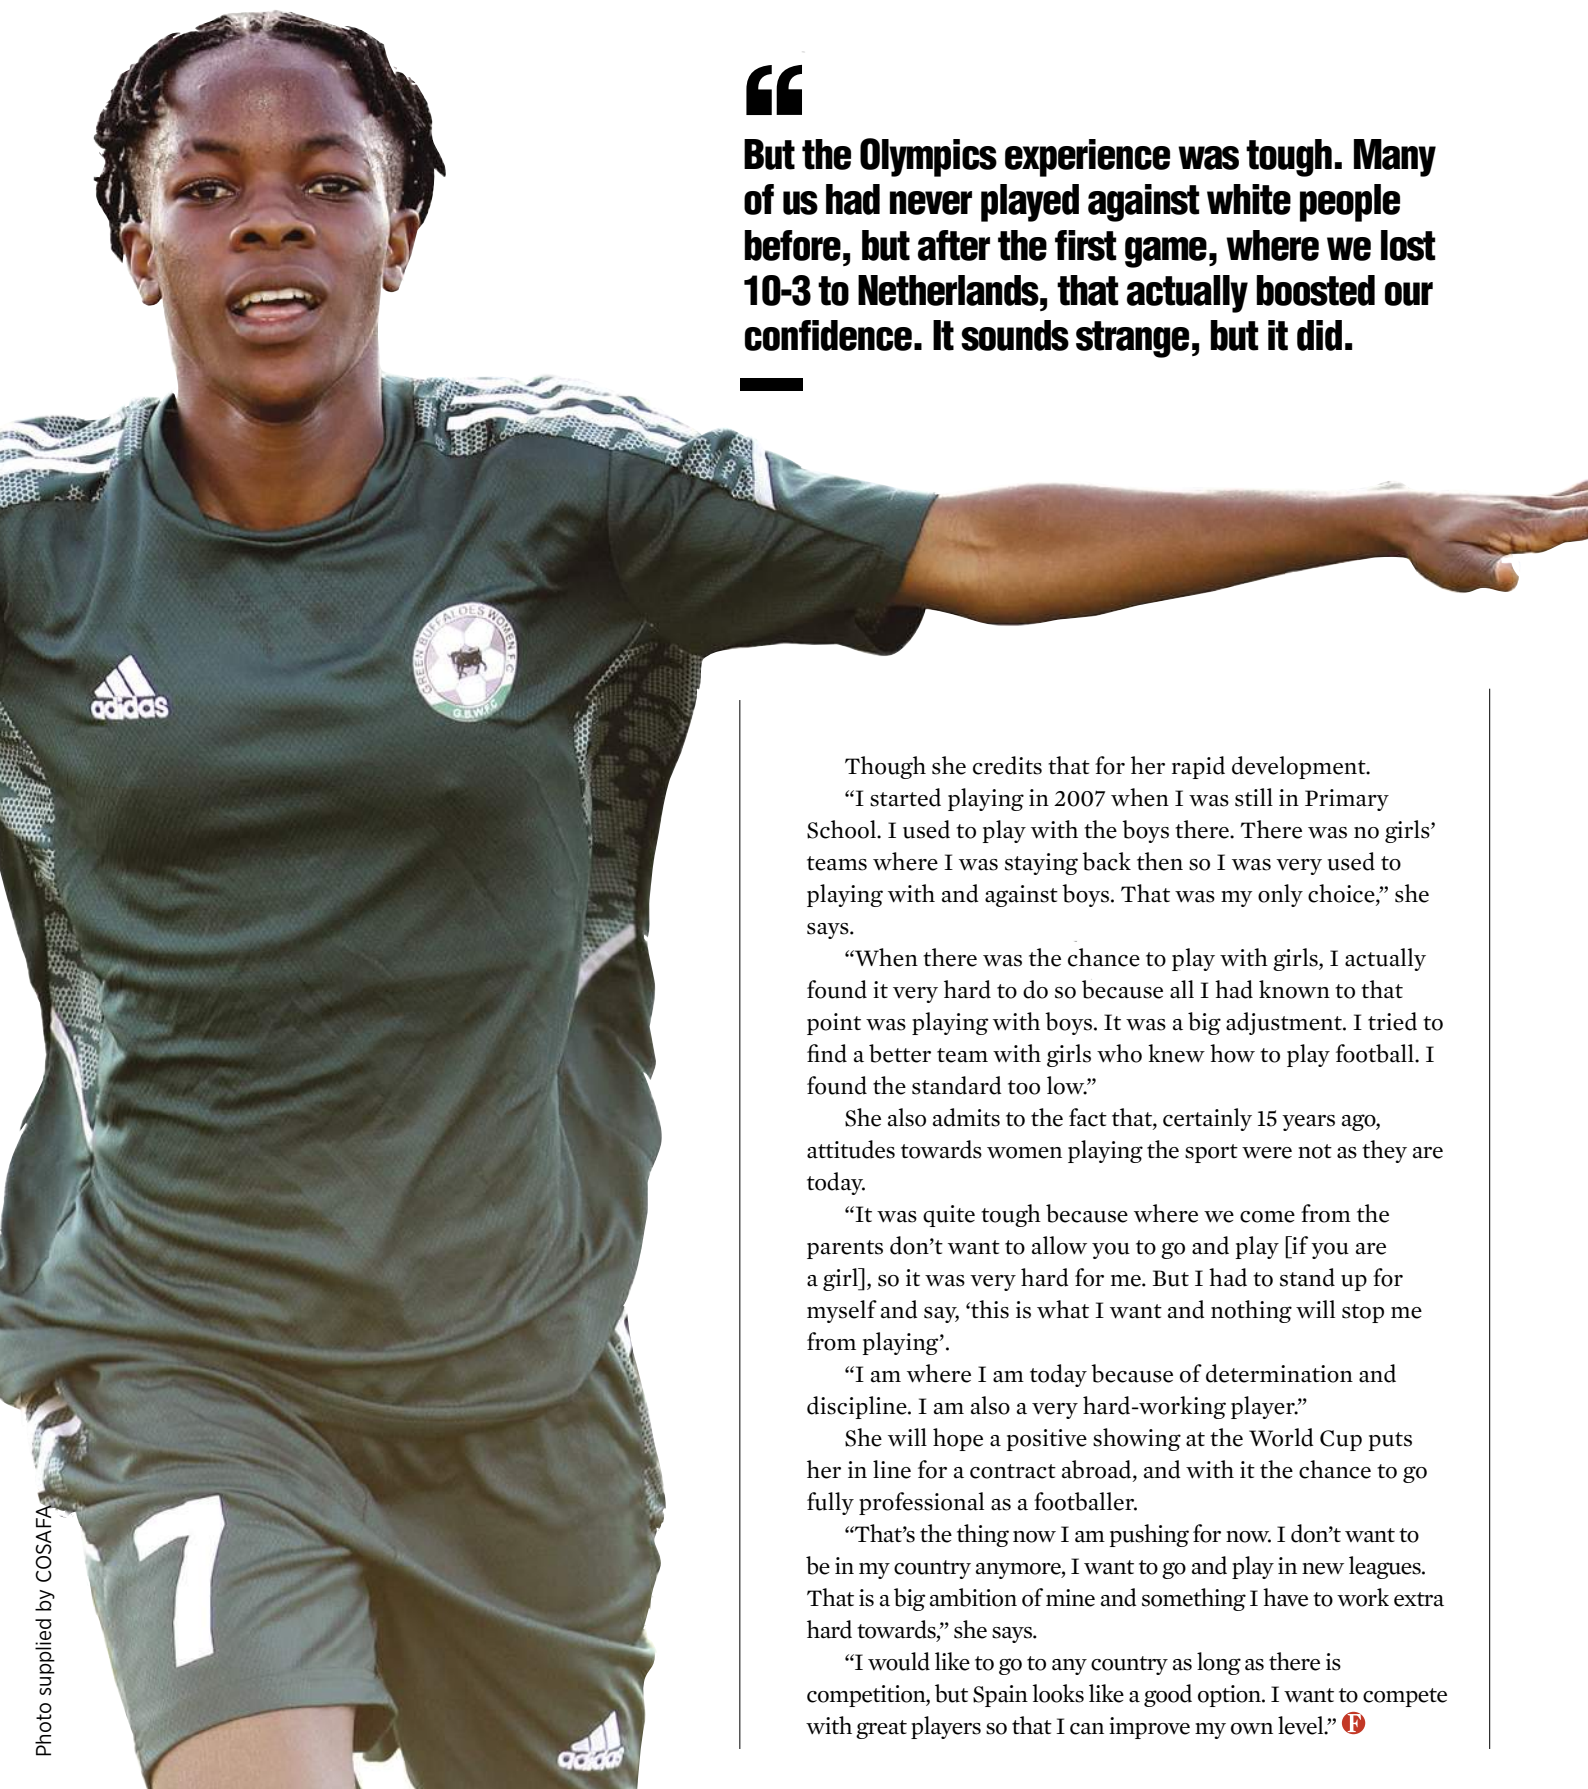 “
But the Olympics experience was tough. Many
of us had never played against white people
before, but after the first game, where we lost
10-3 to Netherlands, that actually boosted our
confidence. It sounds strange, but it did.
GREEN BUFFALOES WOMEN F.C
G.B.W.F.C
adidas
Though she credits that for her rapid development.
“I started playing in 2007 when I was still in Primary
School. I used to play with the boys there. There was no girls’
teams where I was staying back then so I was very used to
playing with and against boys. That was my only choice,” she
says.
“When there was the chance to play with girls, I actually
found it very hard to do so because all I had known to that
point was playing with boys. It was a big adjustment. I tried to
find a better team with girls who knew how to play football. I
found the standard too low.”
She also admits to the fact that, certainly 15 years ago,
attitudes towards women playing the sport were not as they are
today.
“It was quite tough because where we come from the
parents don’t want to allow you to go and play [if you are
a girl], so it was very hard for me. But I had to stand up for
myself and say, ‘this is what I want and nothing will stop me
from playing’.
“I am where I am today because of determination and
discipline. I am also a very hard-working player.”
She will hope a positive showing at the World Cup puts
her in line for a contract abroad, and with it the chance to go
fully professional as a footballer.
“That’s the thing now I am pushing for now. I don’t want to
be in my country anymore, I want to go and play in new leagues.
That is a big ambition of mine and something I have to work extra
hard towards,” she says.
“I would like to go to any country as long as there is
competition, but Spain looks like a good option. I want to compete
with great players so that I can improve my own level.” F
7
adidas
Photo supplied by COSAFA